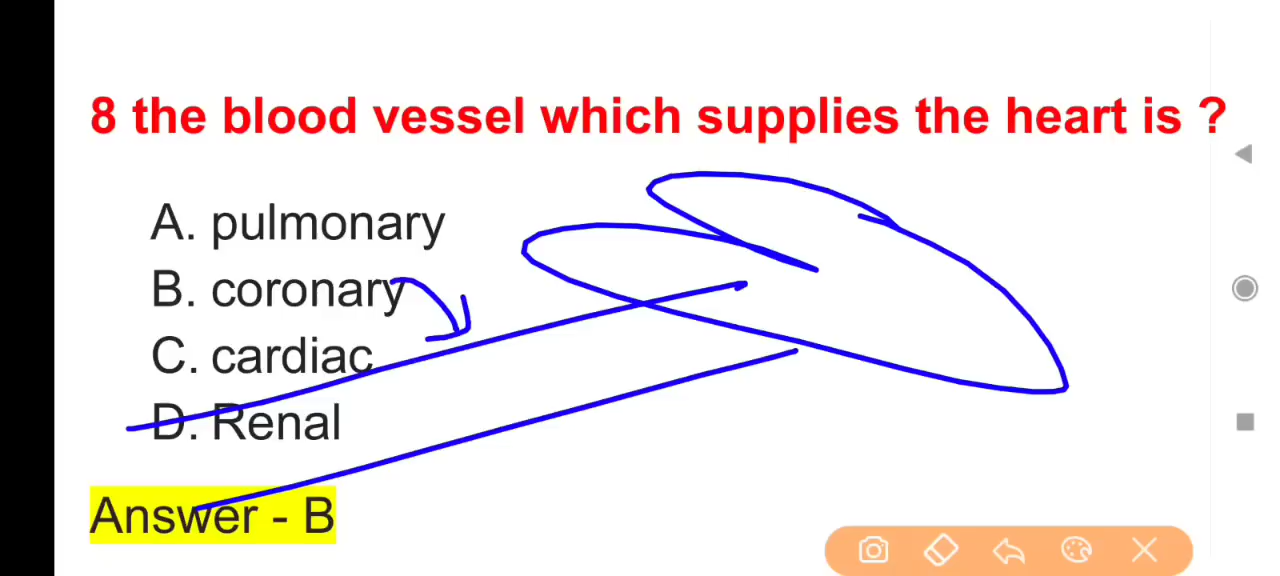 8 the blood vessel which supplies the heart is ?
A. pulmonary
B. coronary
C. cardiac
D. Renal
Answer - B